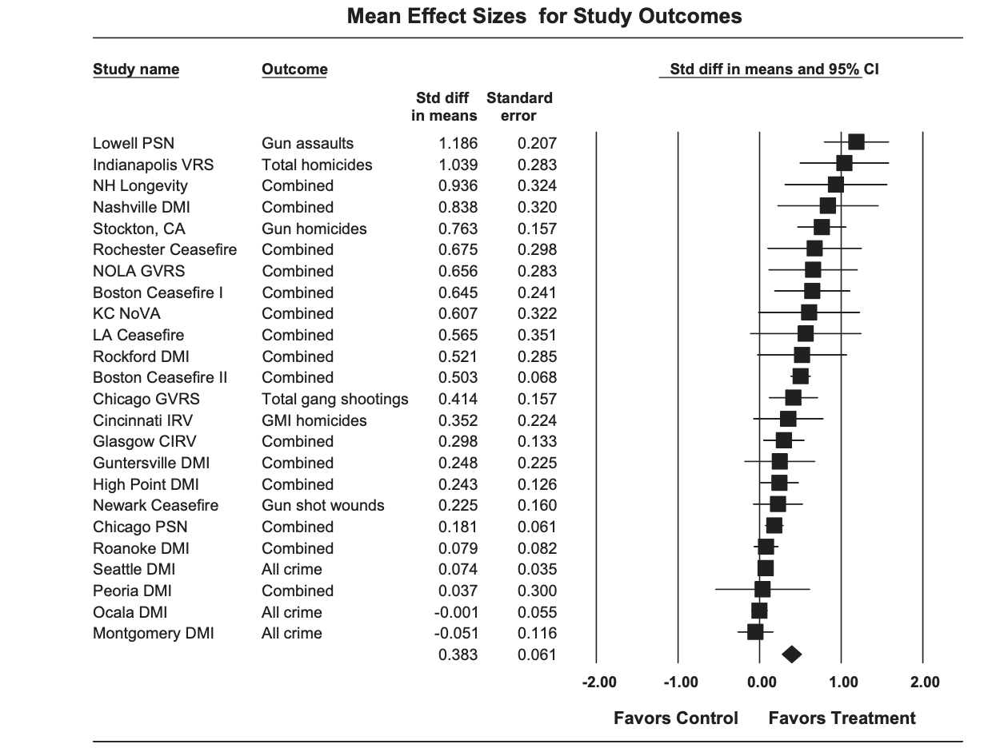 Mean Effect Sizes for Study Outcomes
Study name Outcome Std diff in means and 95% CI
Std diff Standard
in means error
Lowell PSN Gun assaults 1.186 0.207
Indianapolis VRS Total homicides 1.039 0.283
NH Longevity Combined 0.936 0.324
Nashville DMI Combined 0.838 0.320
Stockton, CA Gun homicides 0.763 0.157
Rochester Ceasefire Combined 0.675 0.298
NOLA GVRS Combined 0.656 0.283
Boston Ceasefire I Combined 0.645 0.241
KC NoVA Combined 0.607 0.322
LA Ceasefire Combined 0.565 0.351
Rockford DMI Combined 0.521 0.285
Boston Ceasefire II Combined 0.503 0.068
Chicago GVRS Total gang shootings 0.414 0.157
Cincinnati IRV GMI homicides 0.352 0.224
Glasgow CIRV Combined 0.298 0.133
Guntersville DMI Combined 0.248 0.225
High Point DMI Combined 0.243 0.126
Newark Ceasefire Gun shot wounds 0.225 0.160
Chicago PSN Combined 0.181 0.061
Roanoke DMI Combined 0.079 0.082
Seattle DMI All crime 0.074 0.035
Peoria DMI Combined 0.037 0.300
Ocala DMI All crime -0.001 0.055
Montgomery DMI All crime -0.051 0.116
0.383 0.061
-2.00 -1.00 0.00 1.00 2.00
Favors Control Favors Treatment